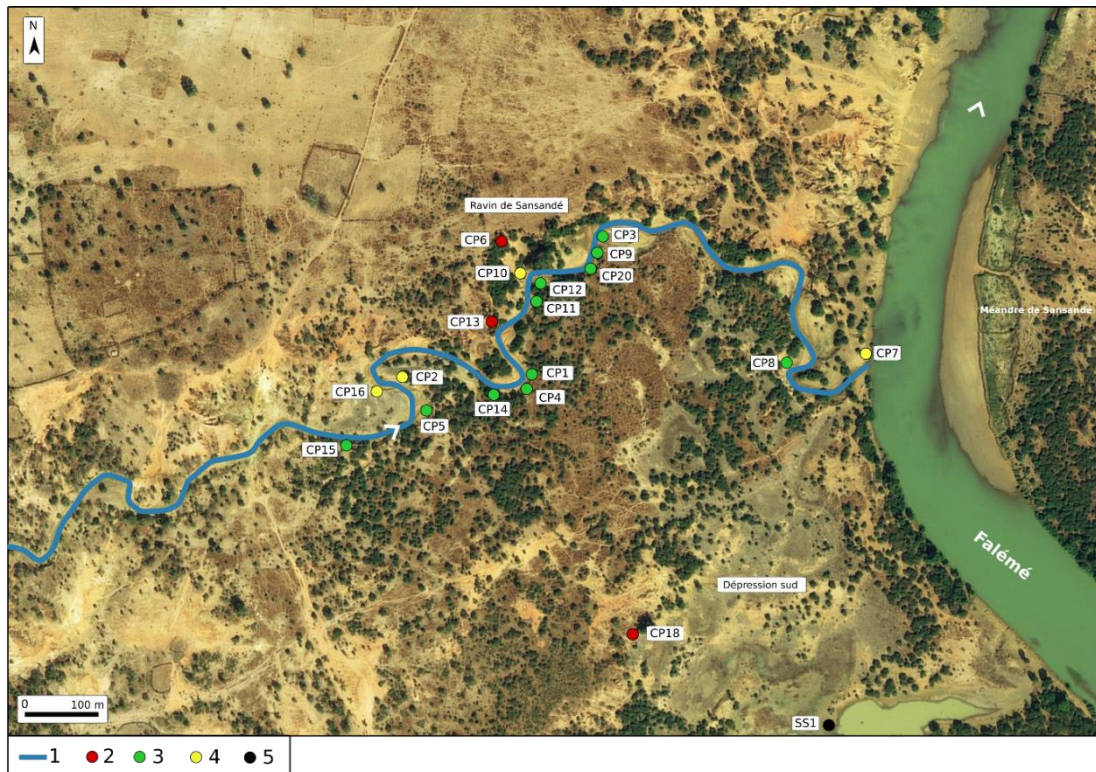 N
Ravin de Sansandé
CP6
CP3
CP9
CP10
CP20
CP12
CP11
Méandre de Sansandé
CP13
CP7
CP8
CP1
CP2
CP4
CP16
CP14
CP5
CP15
Falémé
Dépression sud
CP18
0 100 m
SS1
1 2 3 4 5